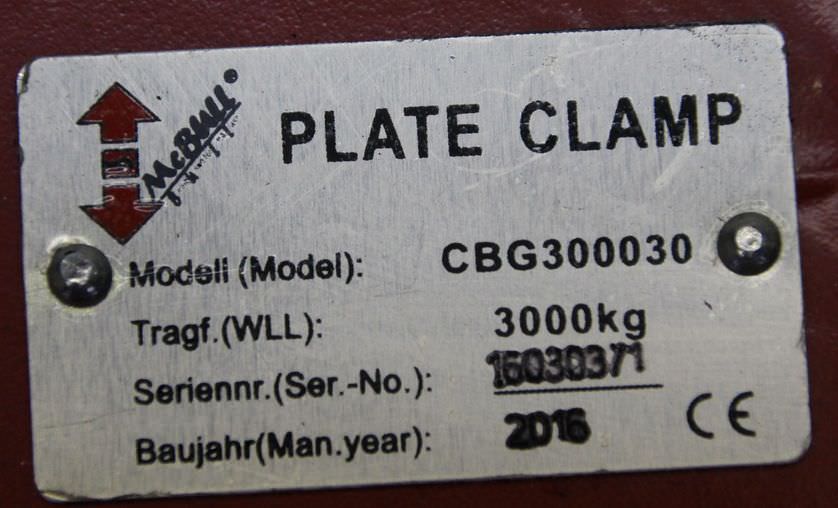 McBULL®
PLATE CLAMP
Modell (Model): CBG300030
Tragf.(WLL): 3000kg
Seriennr.(Ser.-No.): 16030371
Baujahr(Man.year): 2016 CE